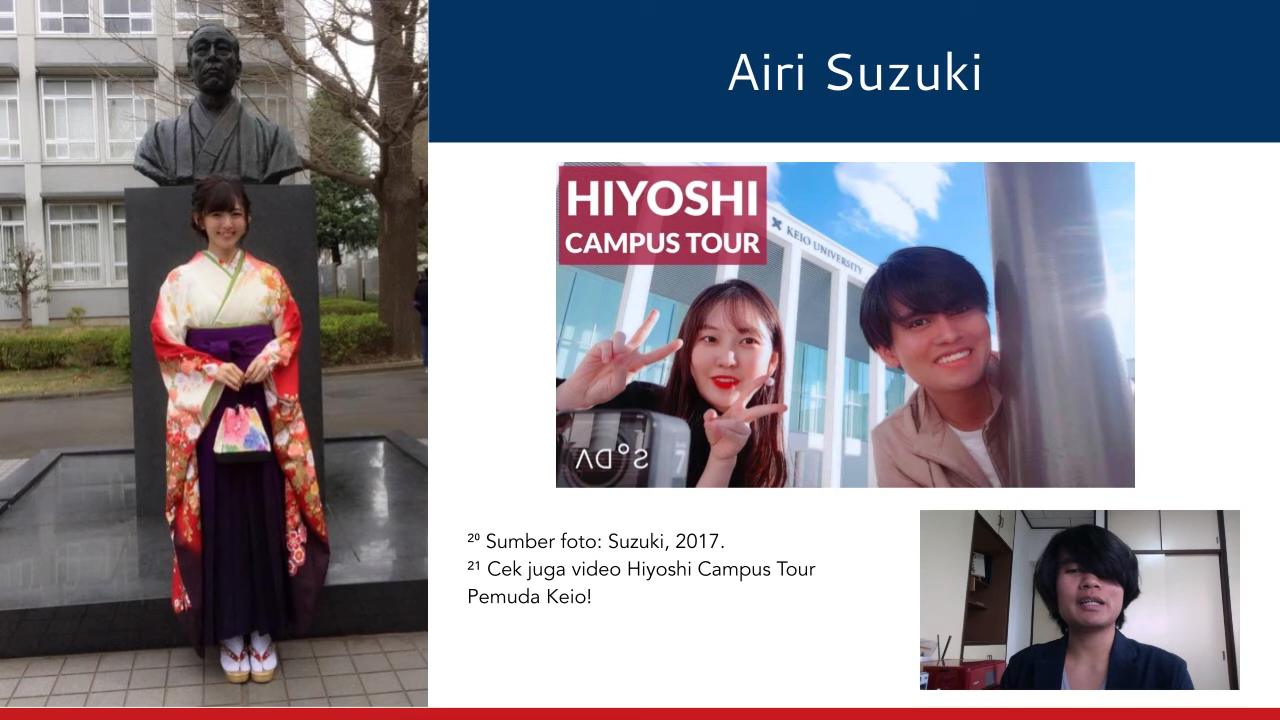 Airi Suzuki
HIYOSHI
CAMPUS TOUR
KEIO UNIVERSITY
²⁰ Sumber foto: Suzuki, 2017.
²¹ Cek juga video Hiyoshi Campus Tour
Pemuda Keio!